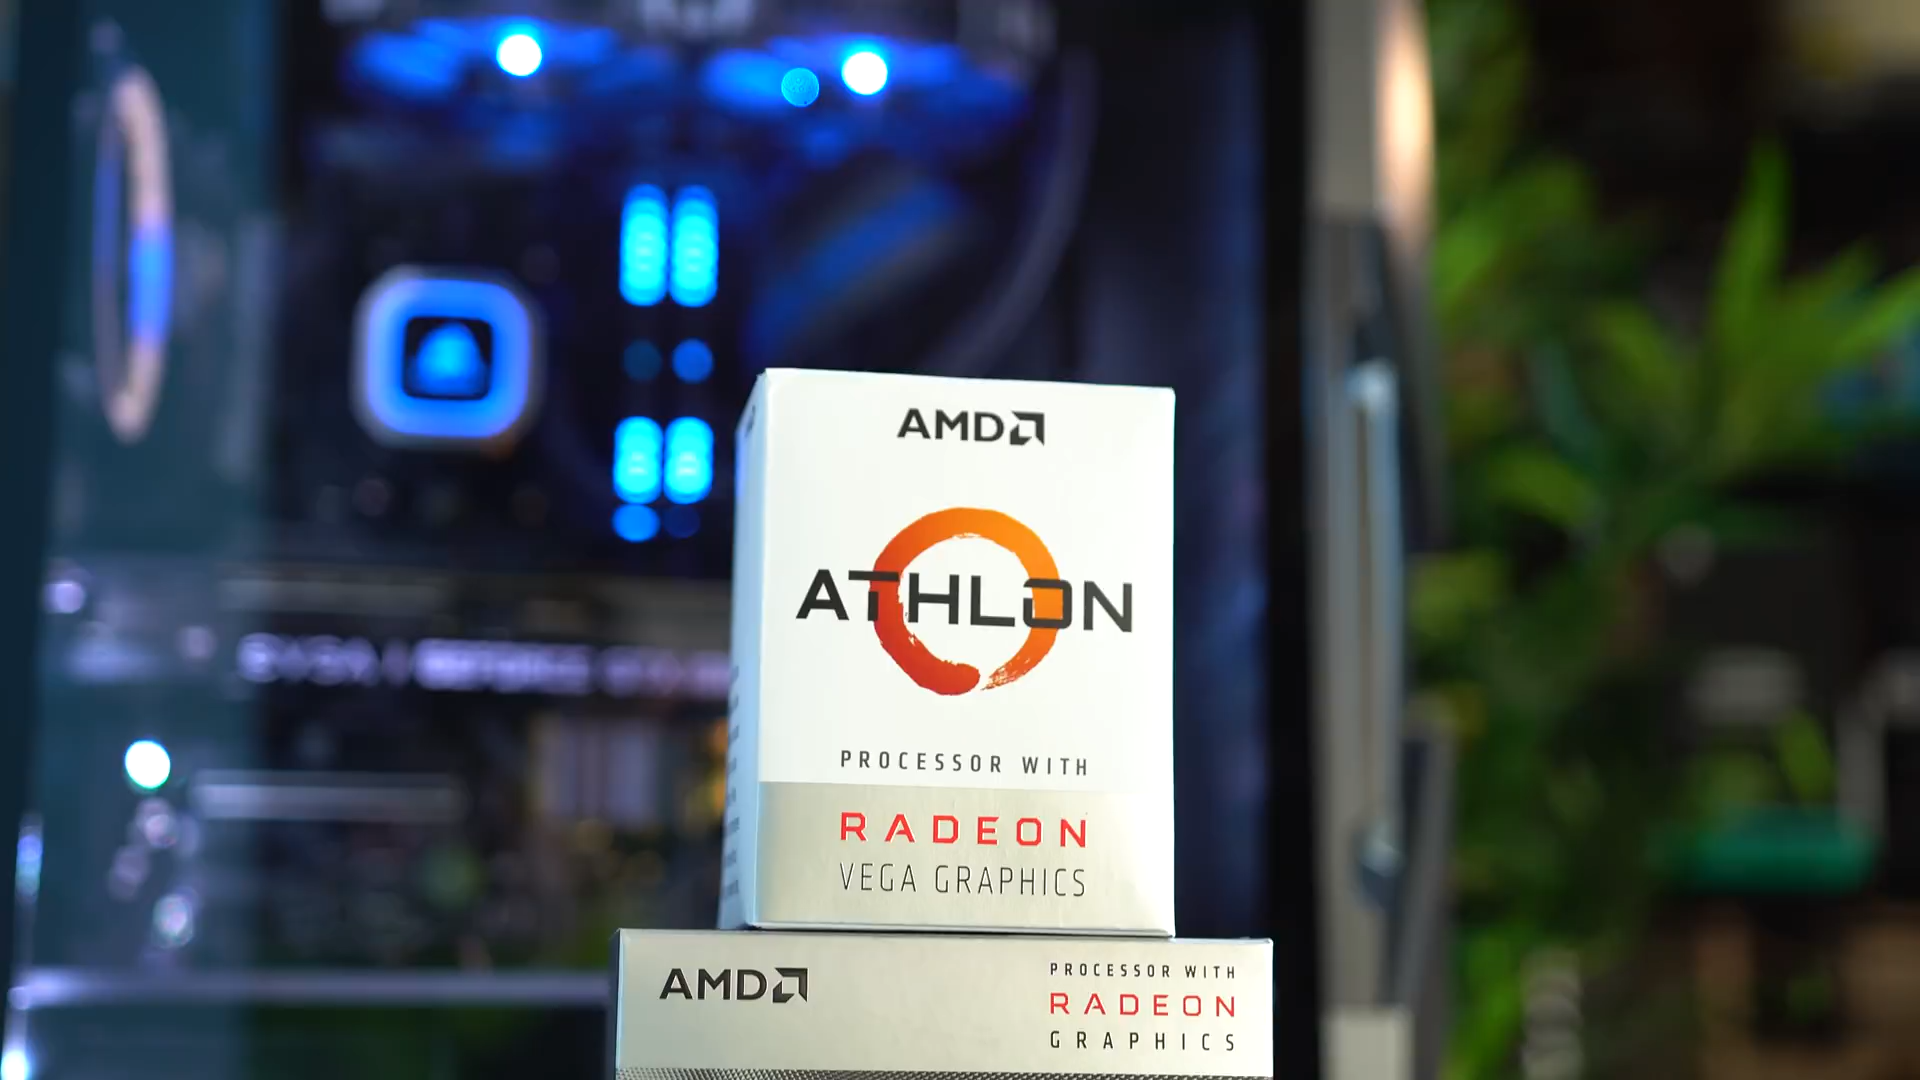 AMD
ATHLON
PROCESSOR WITH
RADEON
VEGA GRAPHICS
AMD
PROCESSOR WITH
RADEON
GRAPHICS